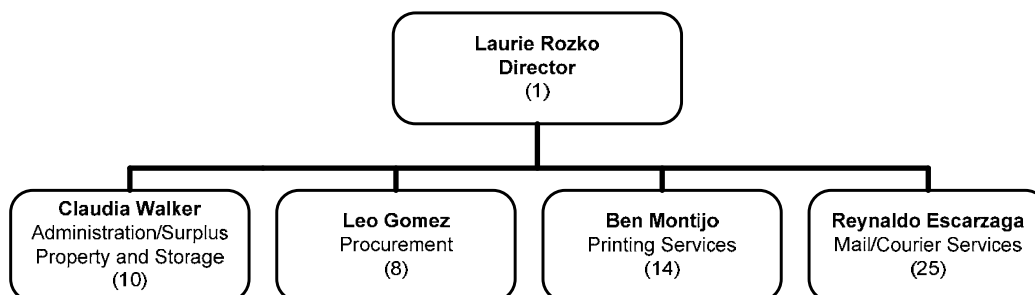 Laurie Rozko
Director
(1)
Claudia Walker
Administration/Surplus
Property and Storage
(10)
Leo Gomez
Procurement
(8)
Ben Montijo
Printing Services
(14)
Reynaldo Escarzaga
Mail/Courier Services
(25)